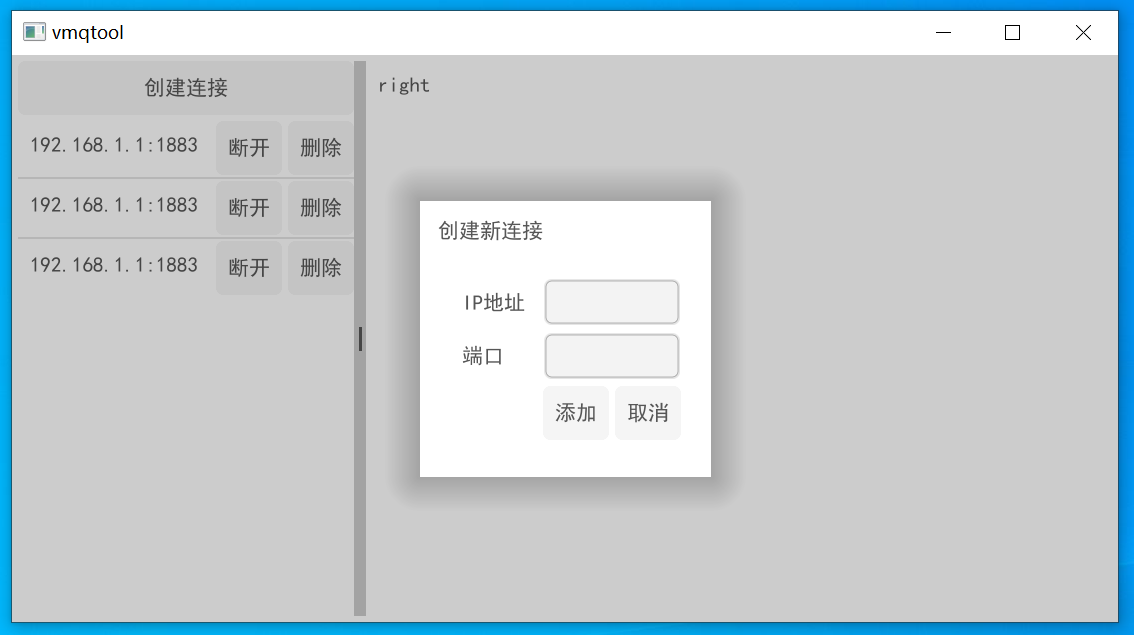 vmqtool
创建连接
192.168.1.1:1883 断开 删除
192.168.1.1:1883 断开 删除
192.168.1.1:1883 断开 删除
right
创建新连接
IP地址
端口
添加 取消